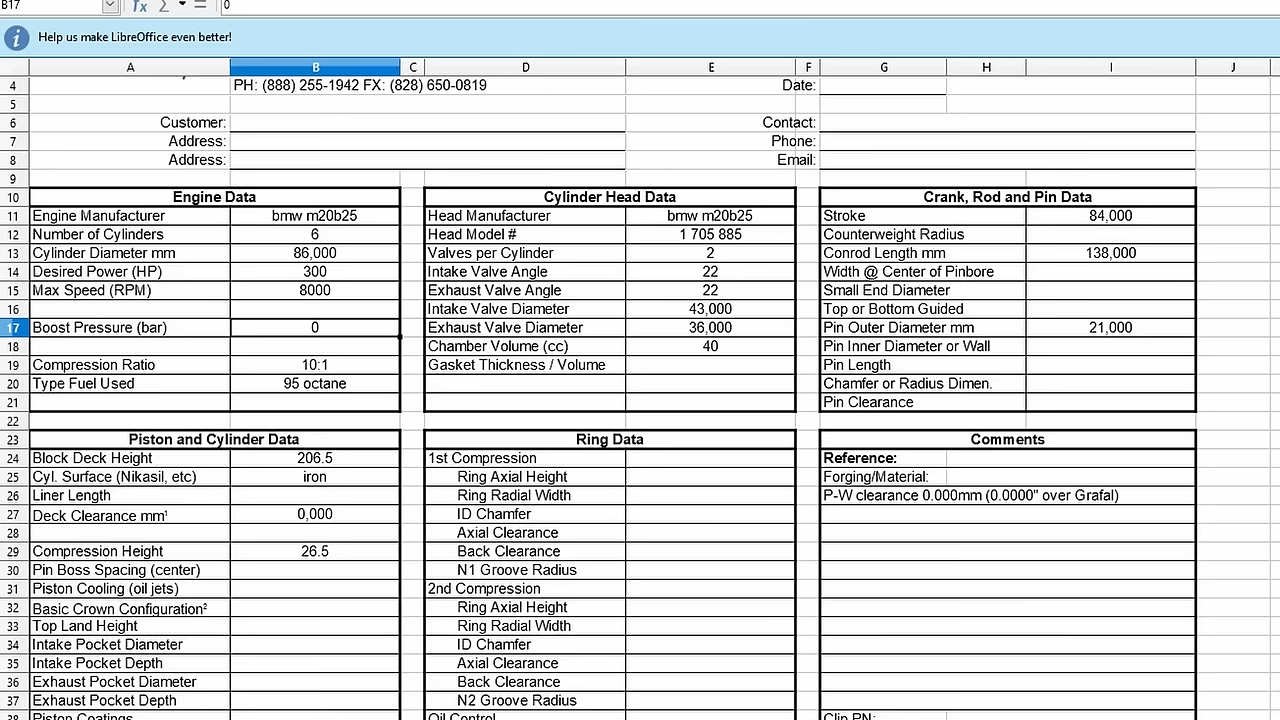 B17 fx Σ = 0
Help us make LibreOffice even better!
A B C D E F G H I J
4 PH: (888) 255-1942 FX: (828) 650-0819 Date:
5
6 Customer: Contact:
7 Address: Phone:
8 Address: Email:
9
10 Engine Data Cylinder Head Data Crank, Rod and Pin Data
11 Engine Manufacturer bmw m20b25 Head Manufacturer bmw m20b25 Stroke 84,000
12 Number of Cylinders 6 Head Model # 1 705 885 Counterweight Radius
13 Cylinder Diameter mm 86,000 Valves per Cylinder 2 Conrod Length mm 138,000
14 Desired Power (HP) 300 Intake Valve Angle 22 Width @ Center of Pinbore
15 Max Speed (RPM) 8000 Exhaust Valve Angle 22 Small End Diameter
16 Intake Valve Diameter 43,000 Top or Bottom Guided
17 Boost Pressure (bar) 0 Exhaust Valve Diameter 36,000 Pin Outer Diameter mm 21,000
18 Chamber Volume (cc) 40 Pin Inner Diameter or Wall
19 Compression Ratio 10:1 Gasket Thickness / Volume Pin Length
20 Type Fuel Used 95 octane Chamfer or Radius Dimen.
21 Pin Clearance
22
23 Piston and Cylinder Data Ring Data Comments
24 Block Deck Height 206.5 1st Compression Reference:
25 Cyl. Surface (Nikasil, etc) iron Ring Axial Height Forging/Material:
26 Liner Length Ring Radial Width P-W clearance 0.000mm (0.0000" over Grafal)
27 Deck Clearance mm¹ 0,000 ID Chamfer
28 Axial Clearance
29 Compression Height 26.5 Back Clearance
30 Pin Boss Spacing (center) N1 Groove Radius
31 Piston Cooling (oil jets) 2nd Compression
32 Basic Crown Configuration² Ring Axial Height
33 Top Land Height Ring Radial Width
34 Intake Pocket Diameter ID Chamfer
35 Intake Pocket Depth Axial Clearance
36 Exhaust Pocket Diameter Back Clearance
37 Exhaust Pocket Depth N2 Groove Radius
38 Piston Coatings Oil Control Clip PN: